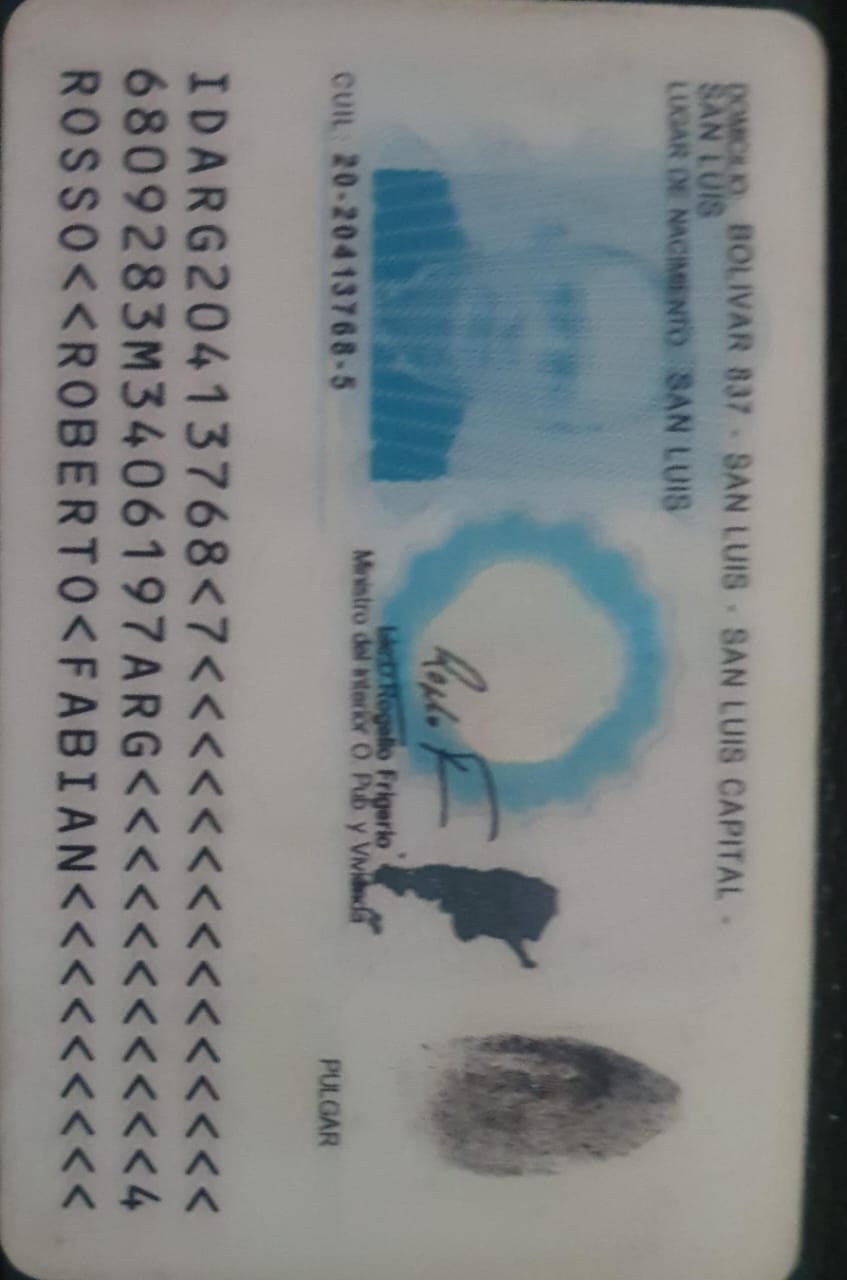 DOMICILIO: BOLIVAR 837 - SAN LUIS - SAN LUIS CAPITAL -
SAN LUIS
LUGAR DE NACIMIENTO: SAN LUIS
Rogelio Frigerio
Ministro del Interior O. Pub. y Vivienda
CUIL: 20-20413768-5
PULGAR
IDARG20413768<7<<<<<<<<<<<<<<<
6809283M3406197ARG<<<<<<<<<<<4
ROSSO<<ROBERTO<FABIAN<<<<<<<<<